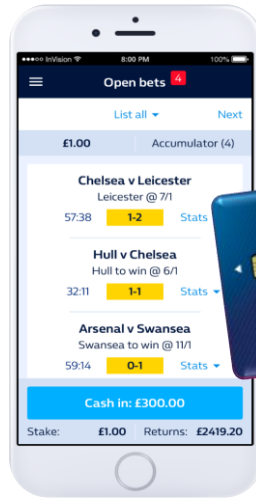 InVision 8:00 PM 100%
Open bets 4
List all Next
£1.00 Accumulator (4)
Chelsea v Leicester
Leicester @ 7/1
57:38 1-2 Stats
Hull v Chelsea
Hull to win @ 6/1
32:11 1-1 Stats
Arsenal v Swansea
Swansea to win @ 11/1
59:14 0-1 Stats
Cash in: £300.00
Stake: £1.00 Returns: £2419.20